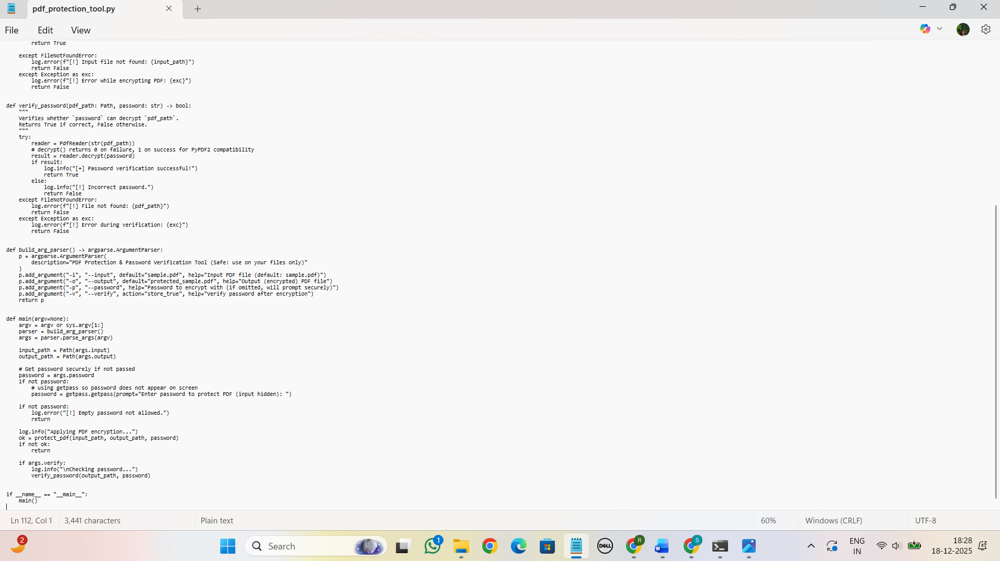 pdf_protection_tool.py
File Edit View
        return True

    except FileNotFoundError:
        log.error(f"[!] Input file not found: {input_path}")
        return False
    except Exception as exc:
        log.error(f"[!] Error while encrypting PDF: {exc}")
        return False


def verify_password(pdf_path: Path, password: str) -> bool:
    """
    Verifies whether `password` can decrypt `pdf_path`.
    Returns True if correct, False otherwise.
    """
    try:
        reader = PdfReader(str(pdf_path))
        # decrypt() returns 0 on failure, 1 on success for PyPDF2 compatibility
        result = reader.decrypt(password)
        if result:
            log.info("[+] Password verification successful!")
            return True
        else:
            log.info("[!] Incorrect password.")
            return False
    except FileNotFoundError:
        log.error(f"[!] File not found: {pdf_path}")
        return False
    except Exception as exc:
        log.error(f"[!] Error during verification: {exc}")
        return False


def build_arg_parser() -> argparse.ArgumentParser:
    p = argparse.ArgumentParser(
        description="PDF Protection & Password Verification Tool (Safe: use on your files only)"
    )
    p.add_argument("-i", "--input", default="sample.pdf", help="Input PDF file (default: sample.pdf)")
    p.add_argument("-o", "--output", default="protected_sample.pdf", help="Output (encrypted) PDF file")
    p.add_argument("-p", "--password", help="Password to encrypt with (if omitted, will prompt securely)")
    p.add_argument("-v", "--verify", action="store_true", help="Verify password after encryption")
    return p


def main(argv=None):
    argv = argv or sys.argv[1:]
    parser = build_arg_parser()
    args = parser.parse_args(argv)

    input_path = Path(args.input)
    output_path = Path(args.output)

    # Get password securely if not passed
    password = args.password
    if not password:
        # using getpass so password does not appear on screen
        password = getpass.getpass(prompt="Enter password to protect PDF (input hidden): ")

    if not password:
        log.error("[!] Empty password not allowed.")
        return

    log.info("Applying PDF encryption...")
    ok = protect_pdf(input_path, output_path, password)
    if not ok:
        return

    if args.verify:
        log.info("\nChecking password...")
        verify_password(output_path, password)


if __name__ == "__main__":
    main()
Ln 112, Col 1 3,441 characters Plain text 60% Windows (CRLF) UTF-8
2
Search
1
DELL
R
W
S
ENG
IN
18:28
18-12-2025